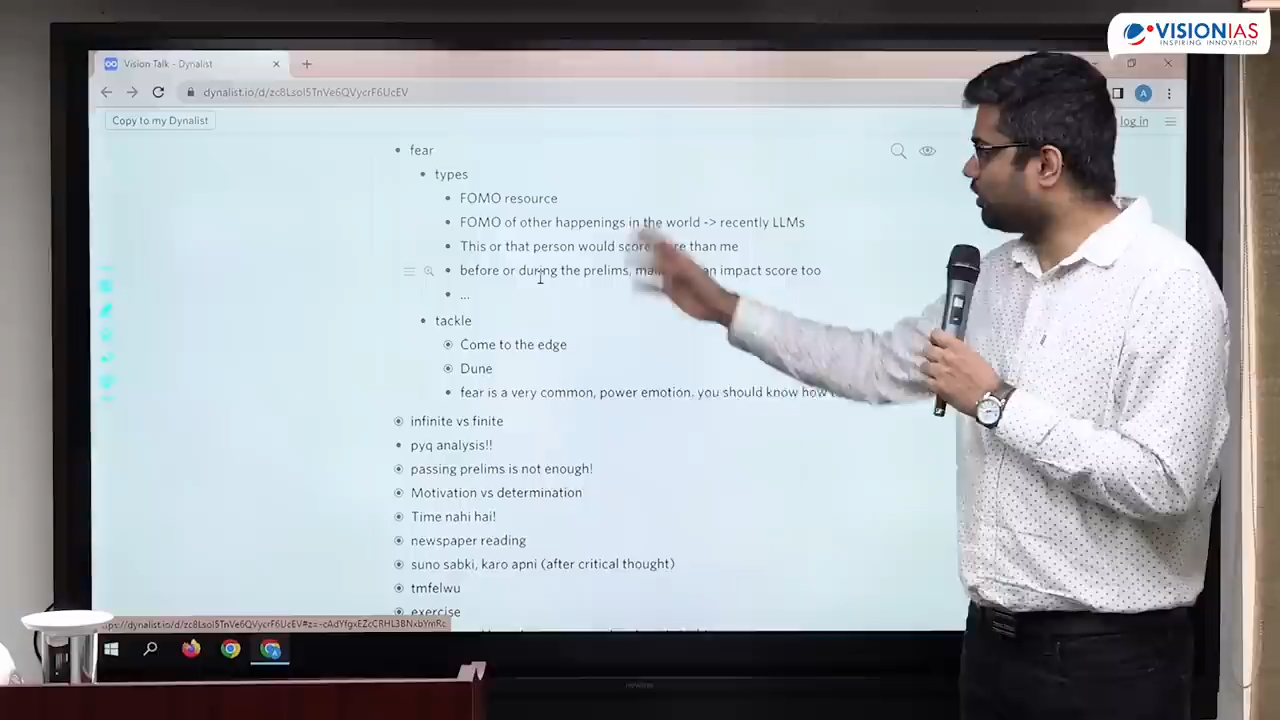 VISIONIAS
INSPIRING INNOVATION
Vision Talk - Dynalist
dynalist.io/d/zc8Lsol5TnVe6QVycrF6UcEV
A
Copy to my Dynalist
log in
fear
types
FOMO resource
FOMO of other happenings in the world -> recently LLMs
This or that person would score more than me
before or during the prelims, an impact score too
...
tackle
Come to the edge
Dune
fear is a very common, power emotion. you should know how
infinite vs finite
pyq analysis!!
passing prelims is not enough!
Motivation vs determination
Time nahi hai!
newspaper reading
suno sabki, karo apni (after critical thought)
tmfelwu
exercise